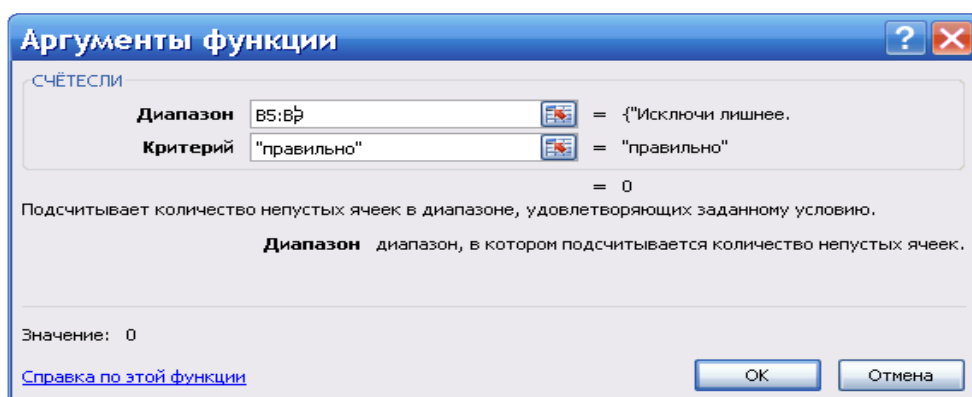 Аргументы функции
СЧЁТЕСЛИ
Диапазон = {"Исключи лишнее.
Критерий "правильно" = "правильно"
= 0
Подсчитывает количество непустых ячеек в диапазоне, удовлетворяющих заданному условию.
Диапазон диапазон, в котором подсчитывается количество непустых ячеек.
Значение: 0
Справка по этой функции
OK
Отмена